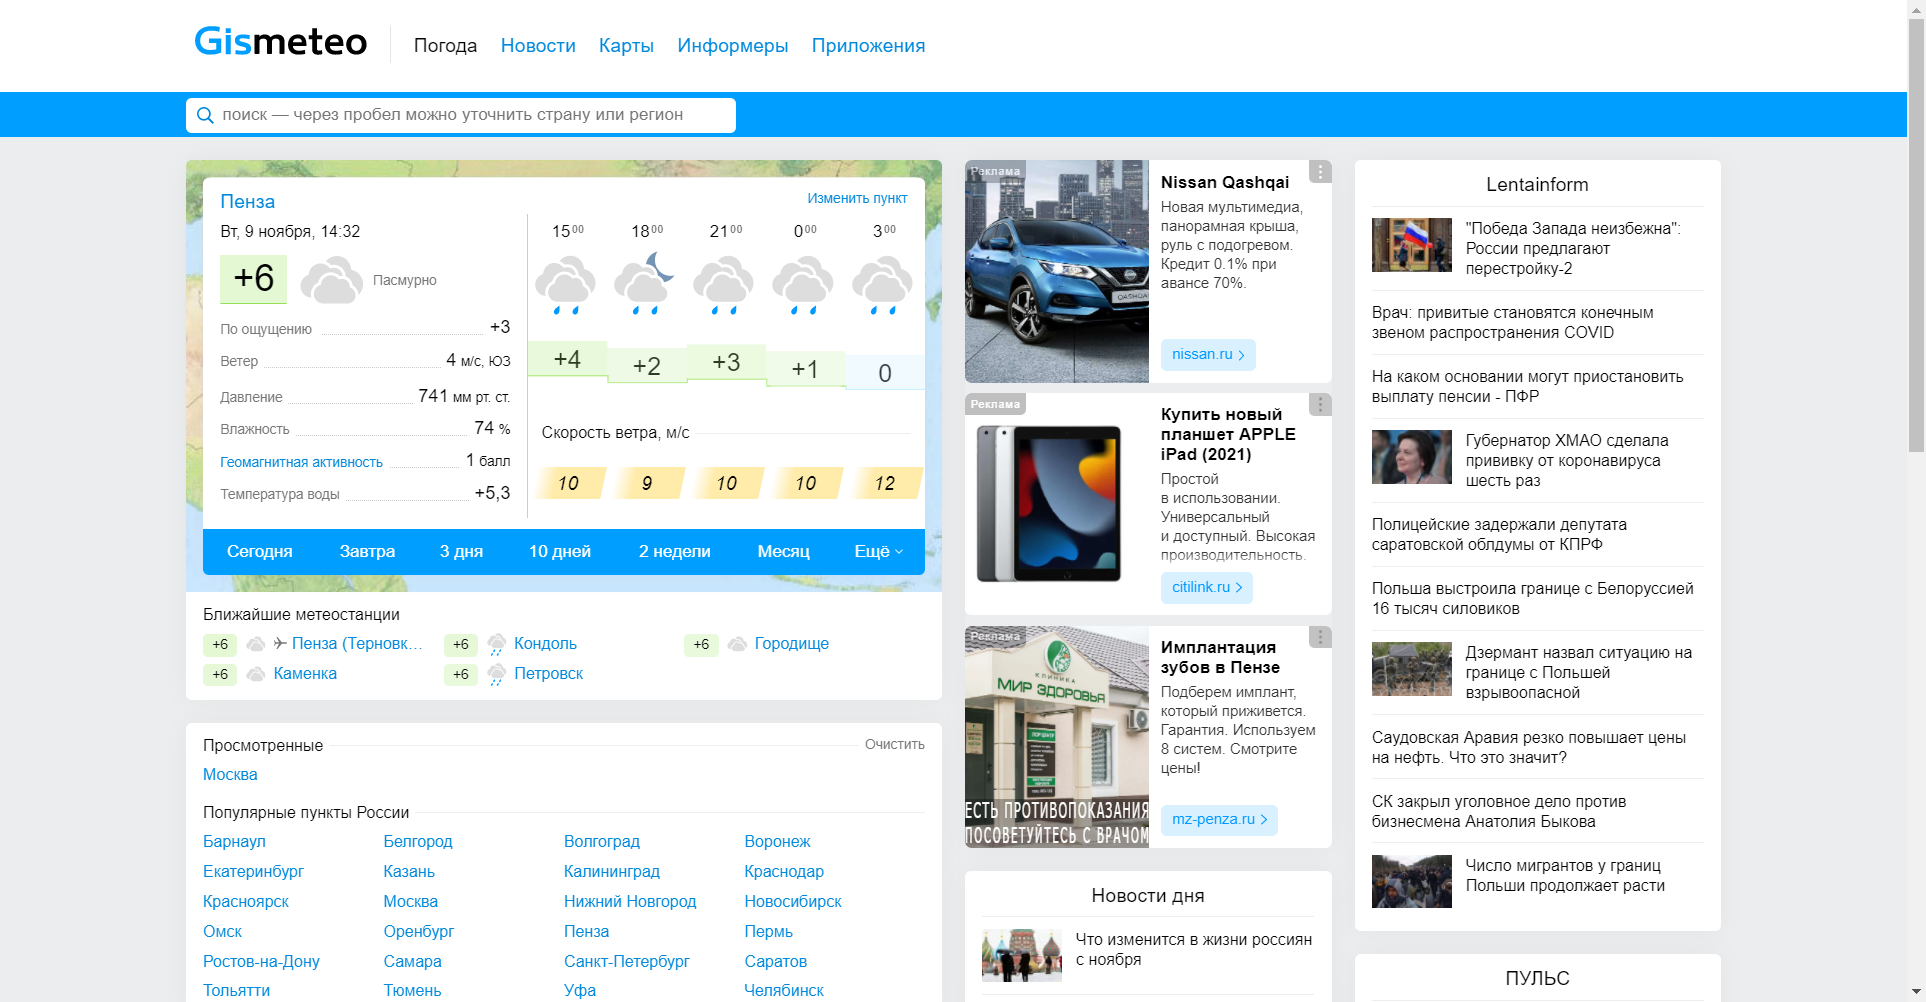 Gismeteo
Погода Новости Карты Информеры Приложения
поиск — через пробел можно уточнить страну или регион
Пенза
Изменить пункт
Вт, 9 ноября, 14:32
+6 Пасмурно
По ощущению +3
Ветер 4 м/с, ЮЗ
Давление 741 мм рт. ст.
Влажность 74 %
Геомагнитная активность 1 балл
Температура воды +5,3
15 00 18 00 21 00 0 00 3 00
+4 +2 +3 +1 0
Скорость ветра, м/с
10 9 10 10 12
Сегодня Завтра 3 дня 10 дней 2 недели Месяц Ещё
Ближайшие метеостанции
+6 Пенза (Терновк... +6 Кондоль +6 Городище
+6 Каменка +6 Петровск
Просмотренные Очистить
Москва
Популярные пункты России
Барнаул Белгород Волгоград Воронеж
Екатеринбург Казань Калининград Краснодар
Красноярск Москва Нижний Новгород Новосибирск
Омск Оренбург Пенза Пермь
Ростов-на-Дону Самара Санкт-Петербург Саратов
Тольятти Тюмень Уфа Челябинск
Реклама
Nissan Qashqai
Новая мультимедиа,
панорамная крыша,
руль с подогревом.
Кредит 0.1% при
авансе 70%.
nissan.ru
Реклама
Купить новый
планшет APPLE
iPad (2021)
Простой
в использовании.
Универсальный
и доступный. Высокая
производительность.
citilink.ru
Реклама
КЛИНИКА
МИР ЗДОРОВЬЯ
ЕСТЬ ПРОТИВОПОКАЗАНИЯ
ПОСОВЕТУЙТЕСЬ С ВРАЧОМ
Имплантация
зубов в Пензе
Подберем имплант,
который приживется.
Гарантия. Используем
8 систем. Смотрите
цены!
mz-penza.ru
Новости дня
Что изменится в жизни россиян
с ноября
Lentainform
"Победа Запада неизбежна":
России предлагают
перестройку-2
Врач: привитые становятся конечным
звеном распространения COVID
На каком основании могут приостановить
выплату пенсии - ПФР
Губернатор ХМАО сделала
прививку от коронавируса
шесть раз
Полицейские задержали депутата
саратовской облдумы от КПРФ
Польша выстроила границе с Белоруссией
16 тысяч силовиков
Дзермант назвал ситуацию на
границе с Польшей
взрывоопасной
Саудовская Аравия резко повышает цены
на нефть. Что это значит?
СК закрыл уголовное дело против
бизнесмена Анатолия Быкова
Число мигрантов у границ
Польши продолжает расти
ПУЛЬС